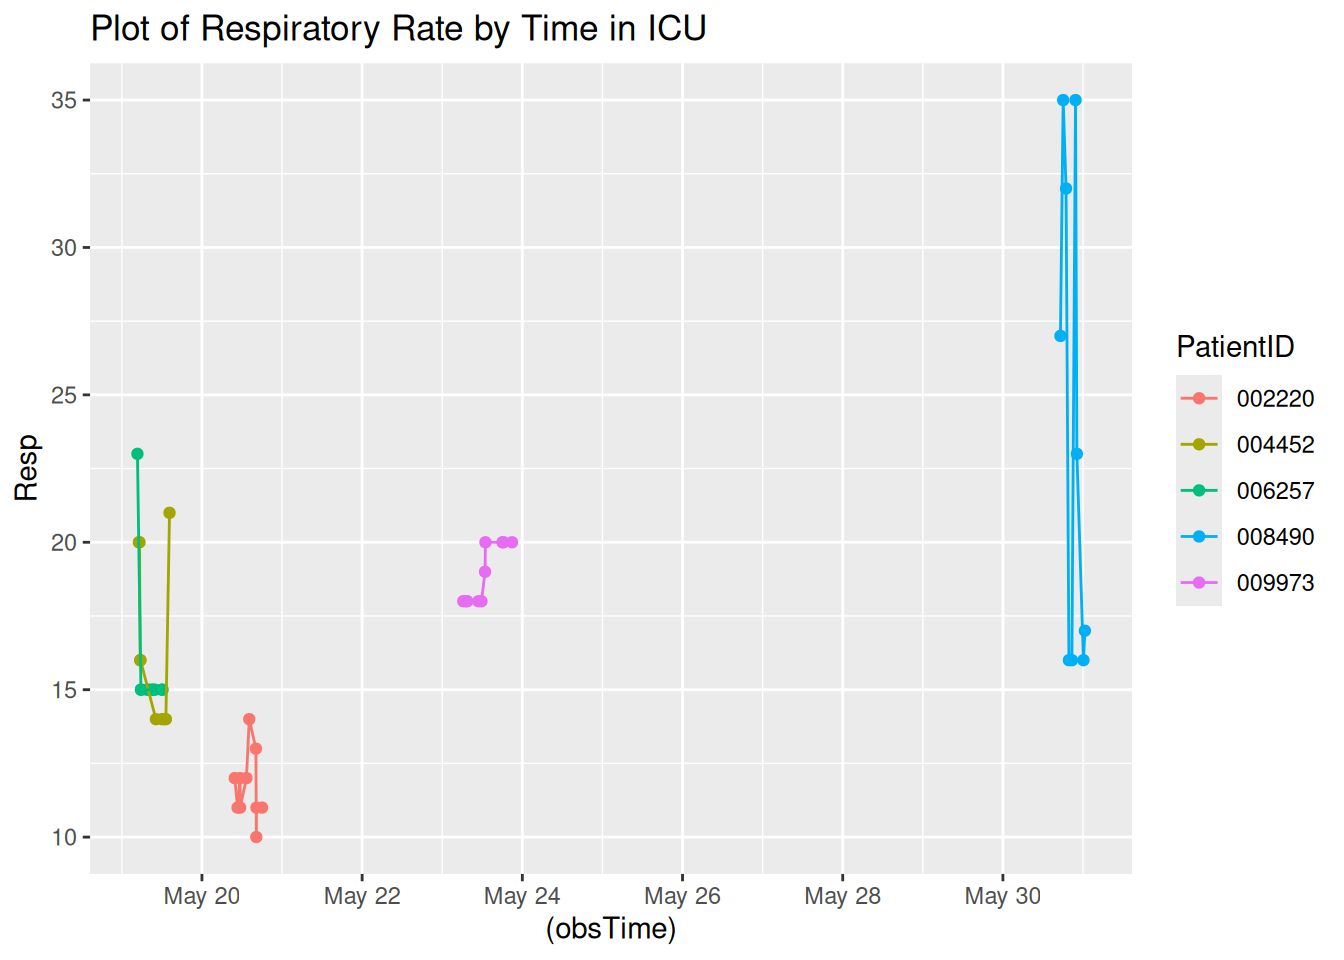 Plot of Respiratory Rate by Time in ICU
35
30
25
20
15
10
Resp
May 20 May 22 May 24 May 26 May 28 May 30
(obsTime)
PatientID
002220
004452
006257
008490
009973